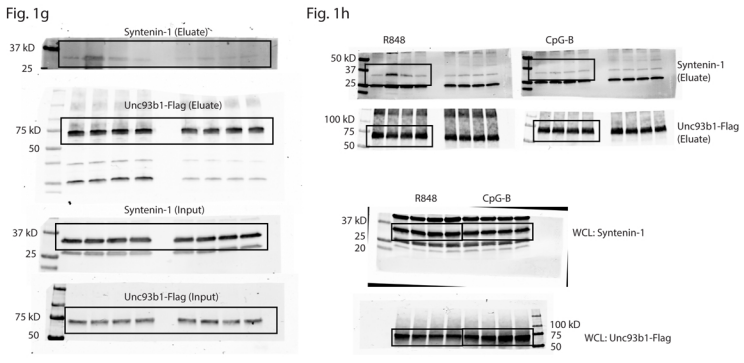 Fig. 1g
Syntenin-1 (Eluate)
37 kD
25
Unc93b1-Flag (Eluate)
75 kD
50
Syntenin-1 (Input)
37 kD
25
Unc93b1-Flag (Input)
75 kD
50
Fig. 1h
R848
CpG-B
50 kD
37
25
Syntenin-1
(Eluate)
100 kD
75
50
Unc93b1-Flag
(Eluate)
R848
CpG-B
37 kD
25
20
WCL: Syntenin-1
100 kD
75
50
WCL: Unc93b1-Flag